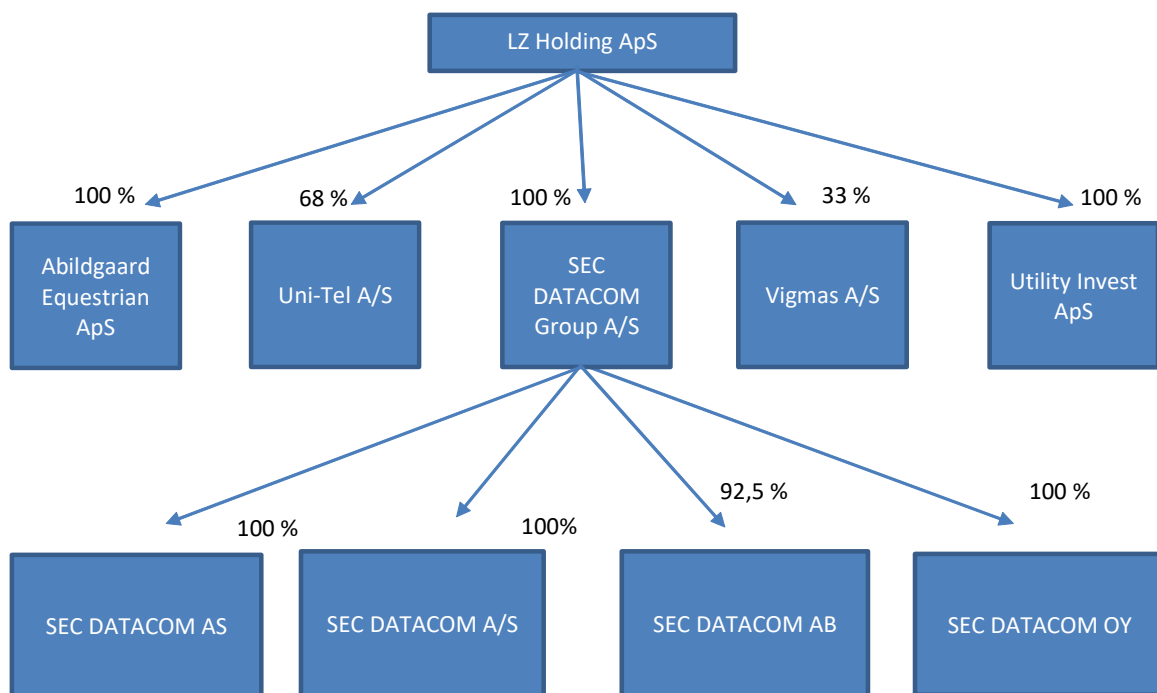 LZ Holding ApS
100 %
68 %
100 %
33 %
100 %
Abildgaard
Equestrian
ApS
Uni-Tel A/S
SEC
DATACOM
Group A/S
Vigmas A/S
Utility Invest
ApS
100 %
100%
92,5 %
100 %
SEC DATACOM AS
SEC DATACOM A/S
SEC DATACOM AB
SEC DATACOM OY